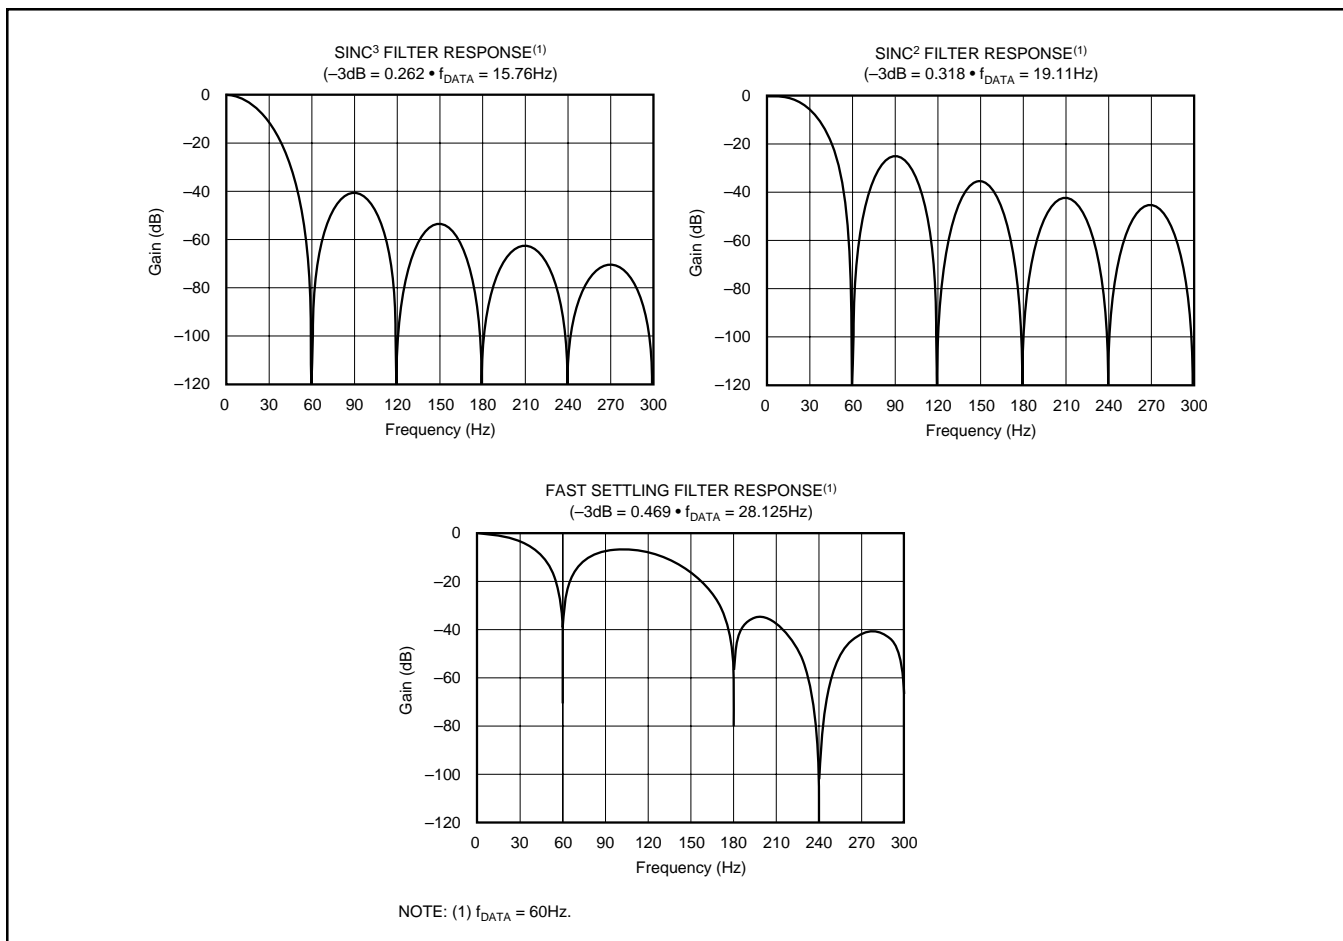 SINC³ FILTER RESPONSE(1)
(–3dB = 0.262 • fDATA = 15.76Hz)
0
–20
–40
–60
–80
–100
–120
Gain (dB)
0 30 60 90 120 150 180 210 240 270 300
Frequency (Hz)
SINC² FILTER RESPONSE(1)
(–3dB = 0.318 • fDATA = 19.11Hz)
0
–20
–40
–60
–80
–100
–120
Gain (dB)
0 30 60 90 120 150 180 210 240 270 300
Frequency (Hz)
FAST SETTLING FILTER RESPONSE(1)
(–3dB = 0.469 • fDATA = 28.125Hz)
0
–20
–40
–60
–80
–100
–120
Gain (dB)
0 30 60 90 120 150 180 210 240 270 300
Frequency (Hz)
NOTE: (1) fDATA = 60Hz.